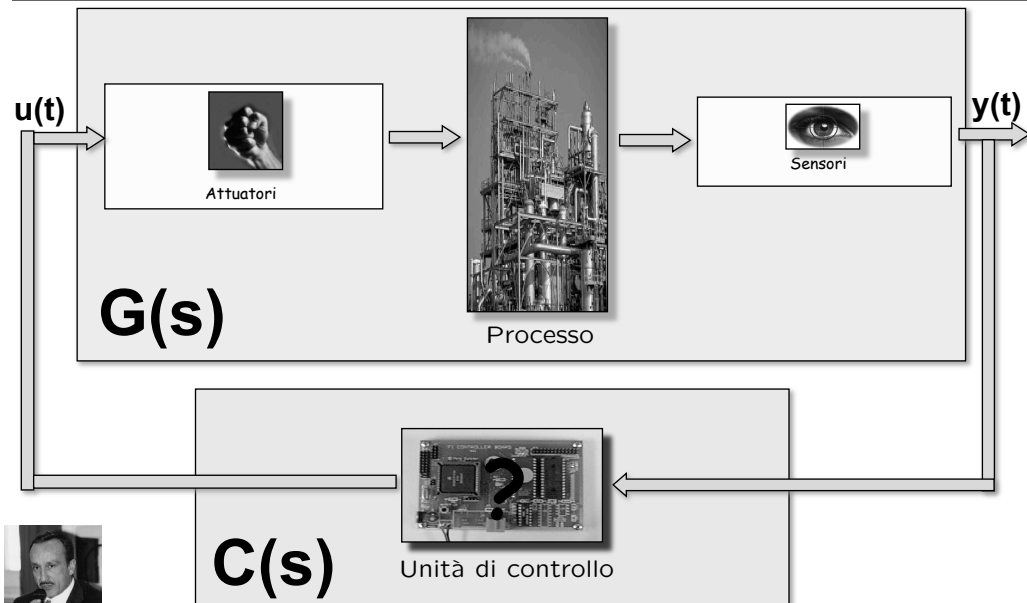 u(t)
y(t)
Attuatori
Sensori
G(s)
Processo
C(s)
Unità di controllo